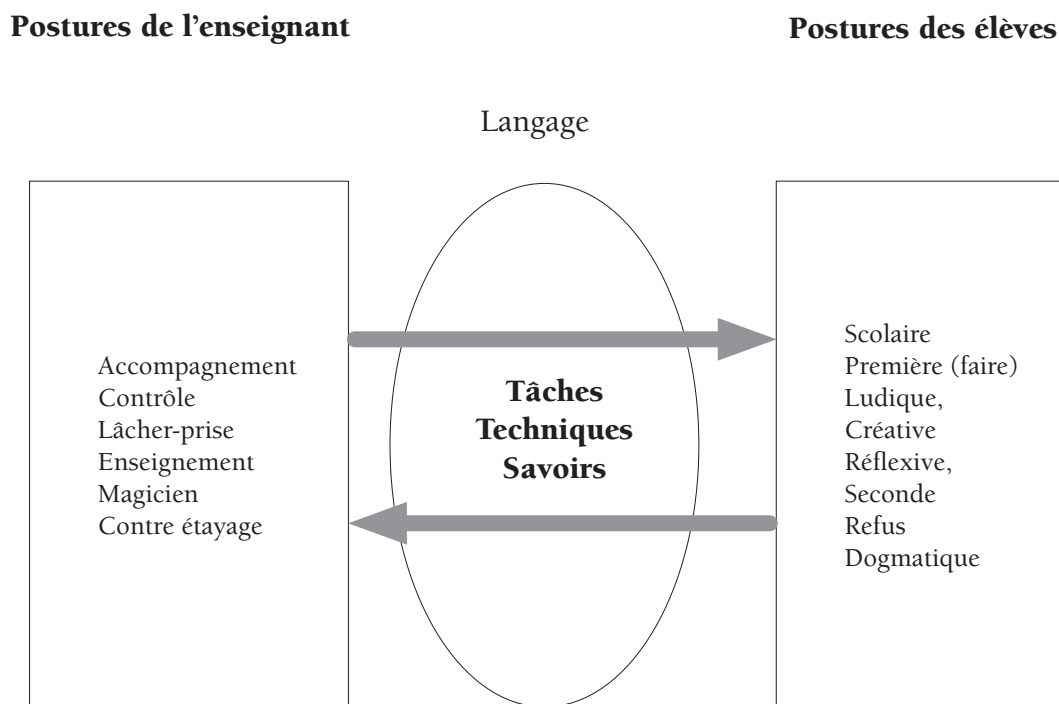 Postures de l'enseignant
Postures des élèves
Langage
Accompagnement
Contrôle
Lâcher-prise
Enseignement
Magicien
Contre étayage
Tâches
Techniques
Savoirs
Scolaire
Première (faire)
Ludique,
Créative
Réflexive,
Seconde
Refus
Dogmatique